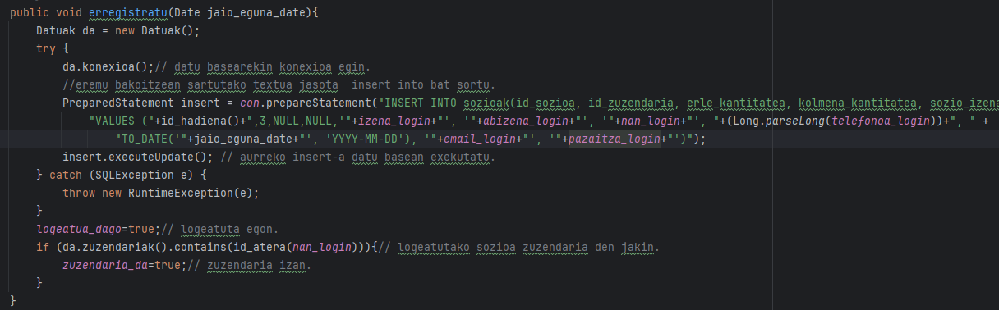 public void erregistratu(Date jaio_eguna_date){
Datuak da = new Datuak();
try {
da.konexioa();// datu basearekin konexioa egin.
//eremu bakoitzean sartutako textua jasota  insert into bat sortu.
PreparedStatement insert = con.prepareStatement("INSERT INTO sozioak(id_sozioa, id_zuzendaria, erle_kantitatea, kolmena_kantitatea, sozio_izena
"VALUES ("+id_hadiena()+",3,NULL,NULL,'"+izena_login+"', '"+abizena_login+"', '"+nan_login+"', "+(Long.parseLong(telefonoa_login))+", " +
"TO_DATE('"+jaio_eguna_date+"', 'YYYY-MM-DD'), '"+email_login+"', '"+pazaitza_login+"')");
insert.executeUpdate(); // aurreko insert-a datu basean exekutatu.
} catch (SQLException e) {
throw new RuntimeException(e);
}
logeatua_dago=true;// logeatuta egon.
if (da.zuzendariak().contains(id_atera(nan_login))){// logeatutako sozioa zuzendaria den jakin.
zuzendaria_da=true;// zuzendaria izan.
}
}